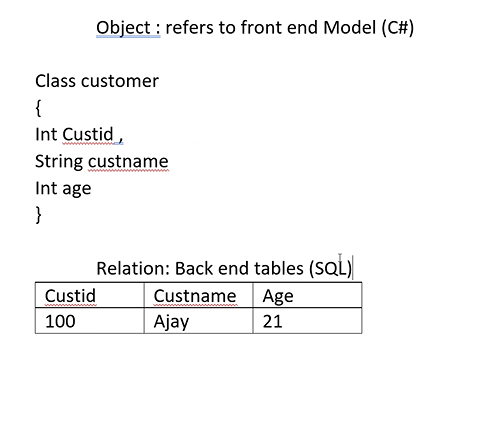 Object : refers to front end Model (C#)
Class customer
{
Int Custid ,
String custname
Int age
}
Relation: Back end tables (SQL)
Custid Custname Age
100 Ajay 21